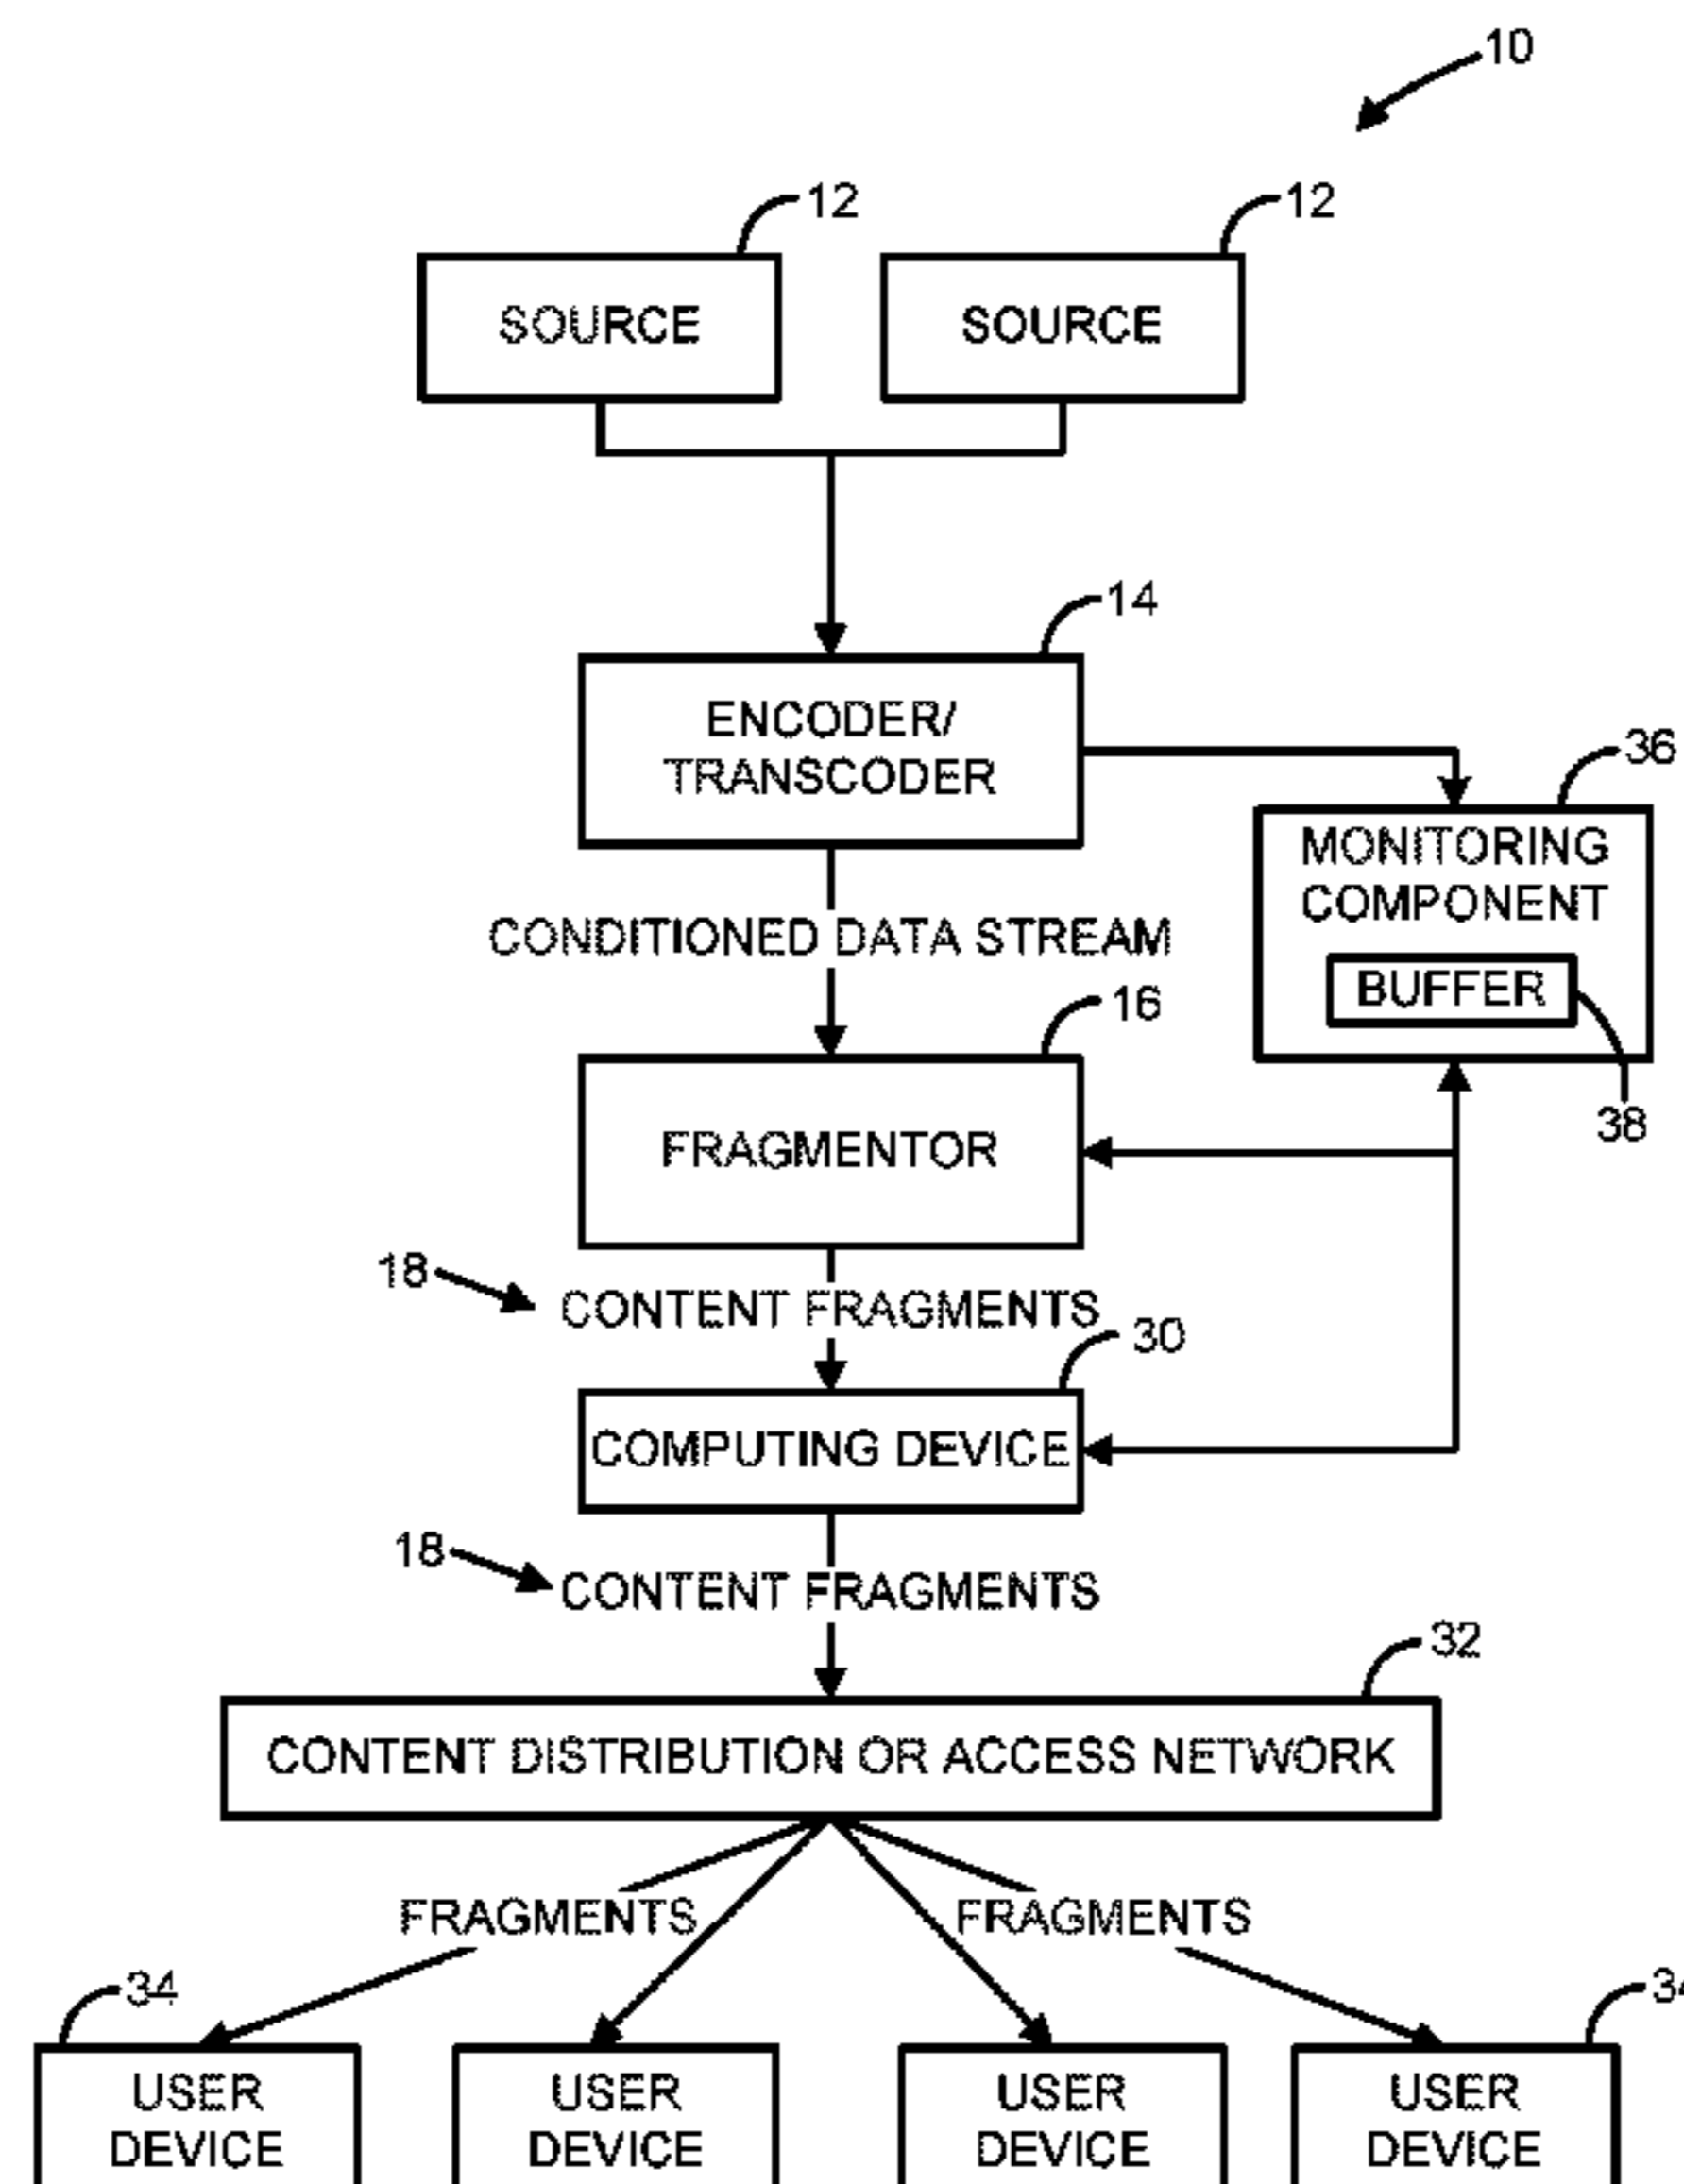 10
12
12
SOURCE
SOURCE
14
ENCODER/
TRANSCODER
36
MONITORING
COMPONENT
BUFFER
38
CONDITIONED DATA STREAM
16
FRAGMENTOR
18
CONTENT FRAGMENTS
30
COMPUTING DEVICE
18
CONTENT FRAGMENTS
32
CONTENT DISTRIBUTION OR ACCESS NETWORK
FRAGMENTS
FRAGMENTS
34
34
USER
DEVICE
USER
DEVICE
USER
DEVICE
USER
DEVICE